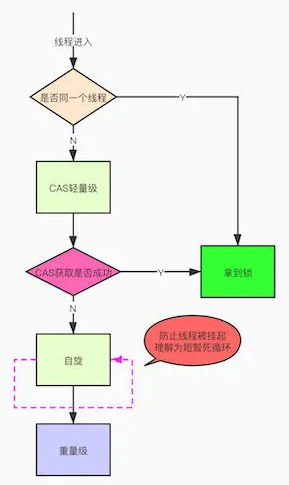 线程进入
是否同一个线程
Y
N
CAS轻量级
CAS获取是否成功
Y
拿到锁
N
防止线程被挂起
理解为短暂死循环
自旋
重量级